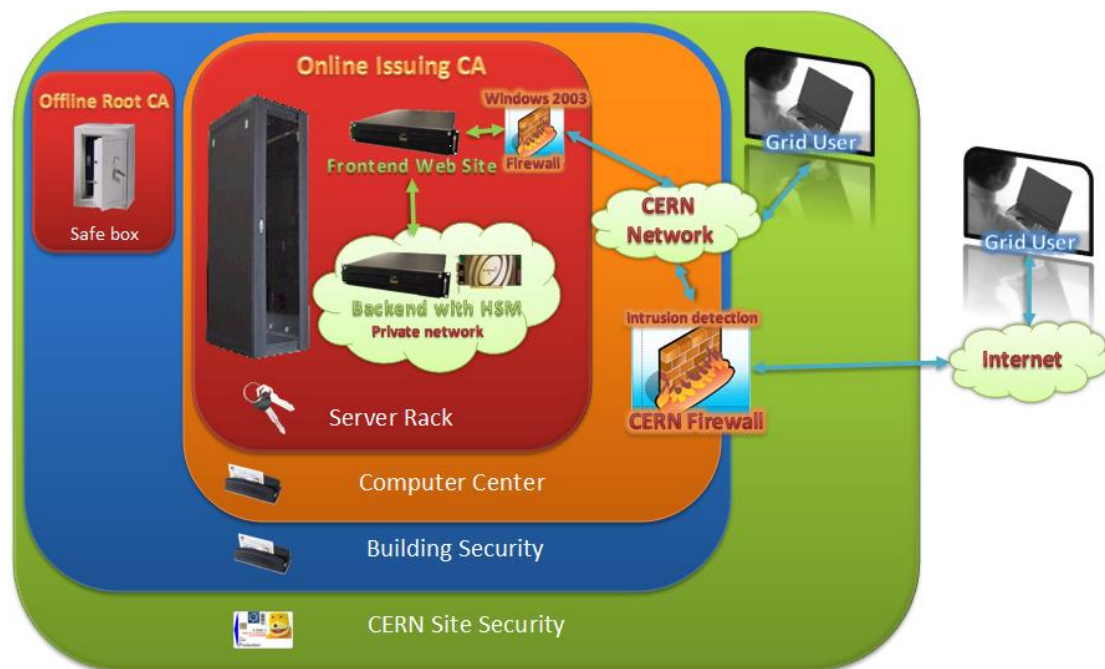 Online Issuing CA
Offline Root CA
Safe box
Windows 2003
Firewall
Frontend Web Site
Backend with HSM
Private network
Server Rack
Computer Center
Building Security
CERN Site Security
CERN
Network
Intrusion detection
CERN Firewall
Grid User
Grid User
Internet